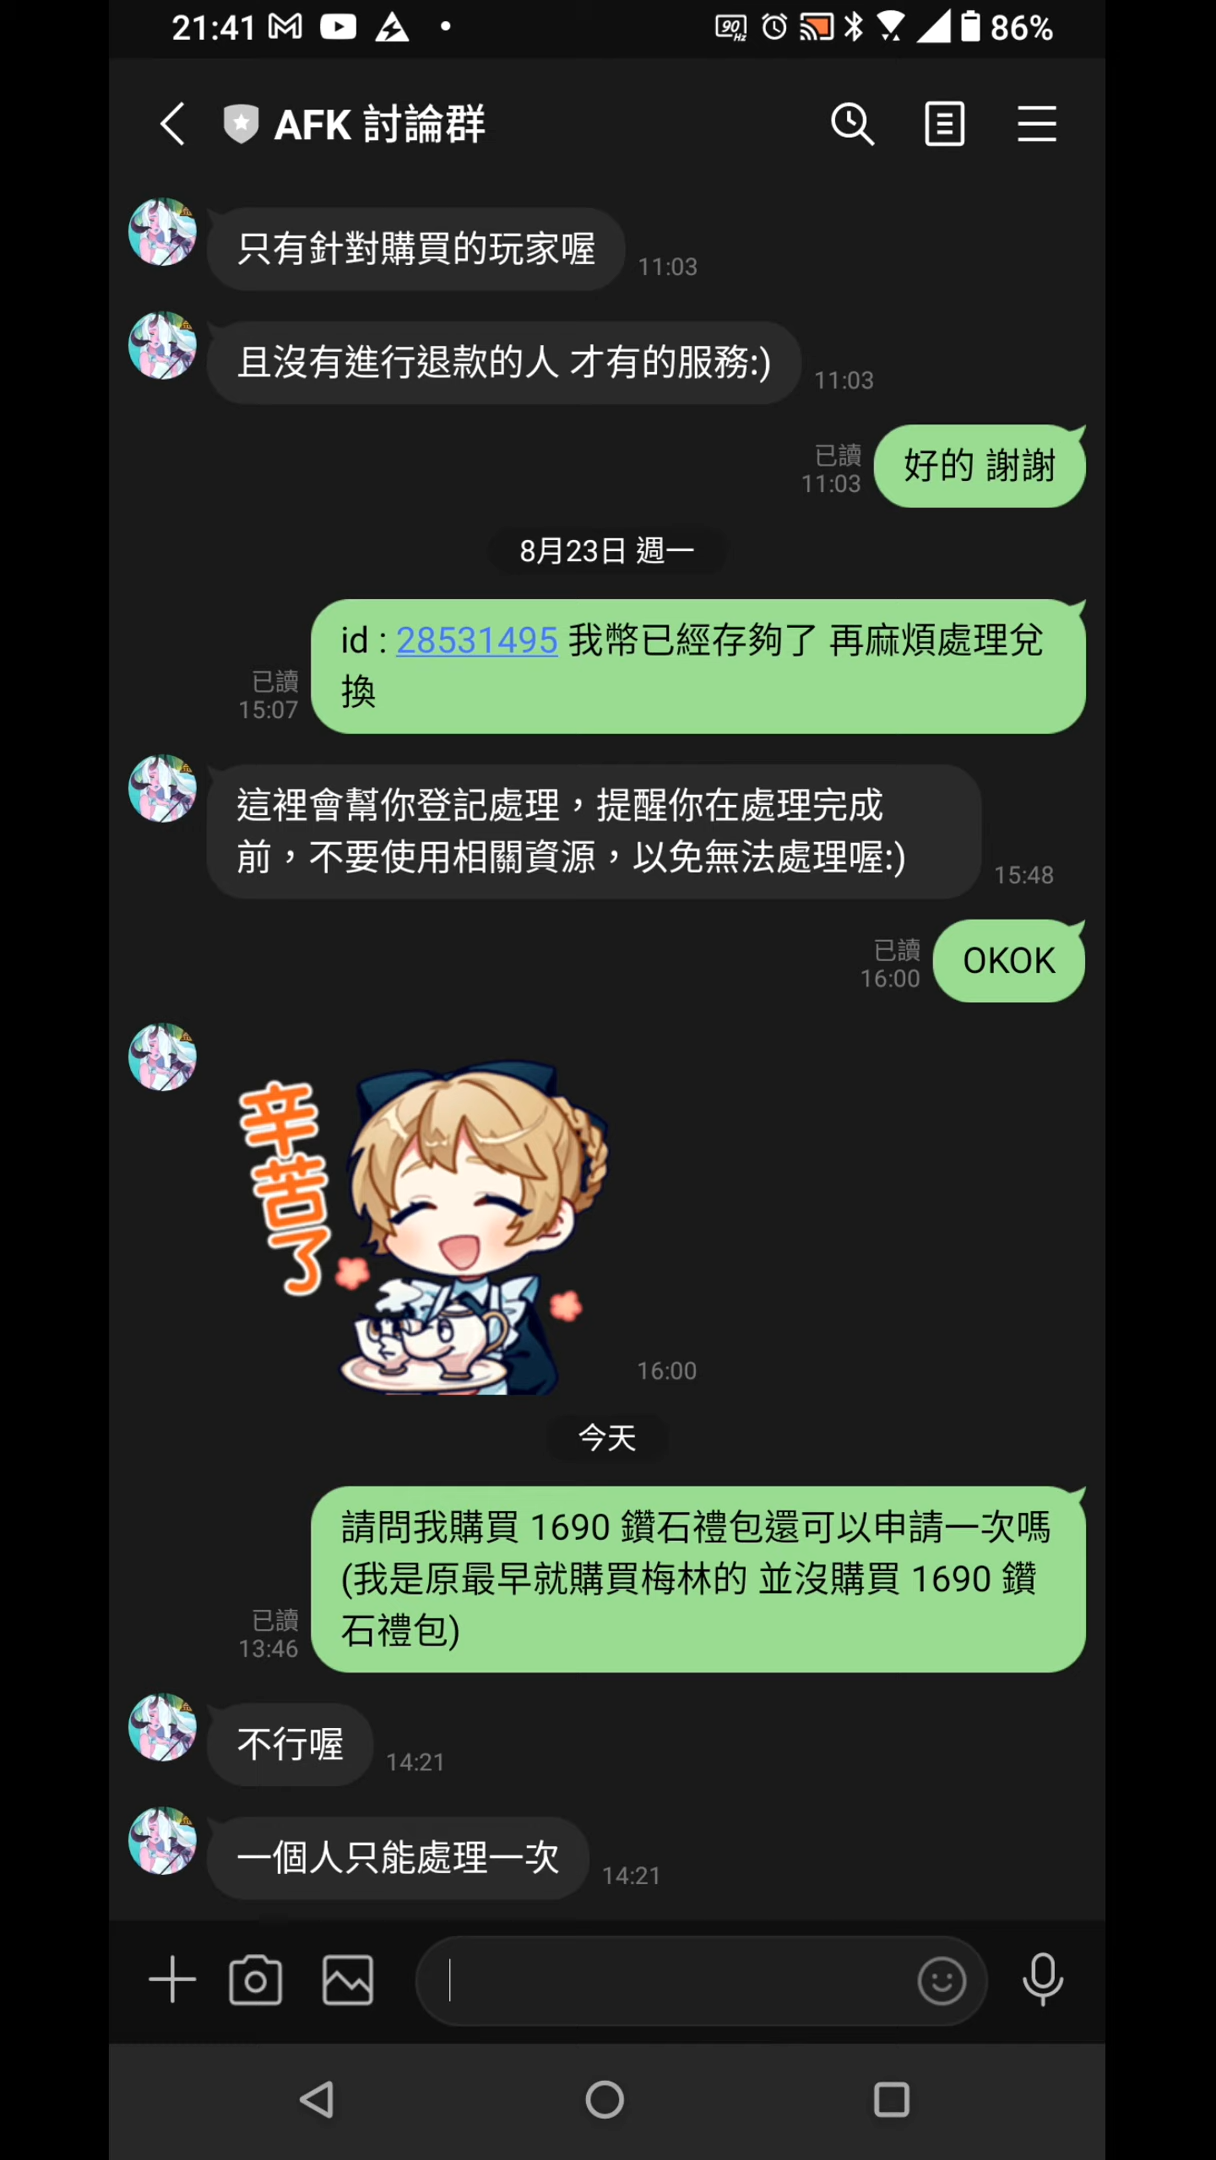 21:41
90Hz
86%
AFK 討論群
只有針對購買的玩家喔
11:03
且沒有進行退款的人 才有的服務:)
11:03
已讀
11:03
好的 謝謝
8月23日 週一
id : 28531495 我幣已經存夠了 再麻煩處理兌
換
已讀
15:07
這裡會幫你登記處理，提醒你在處理完成
前，不要使用相關資源，以免無法處理喔:)
15:48
已讀
16:00
OKOK
辛苦了
16:00
今天
請問我購買 1690 鑽石禮包還可以申請一次嗎
(我是原最早就購買梅林的 並沒購買 1690 鑽
石禮包)
已讀
13:46
不行喔
14:21
一個人只能處理一次
14:21